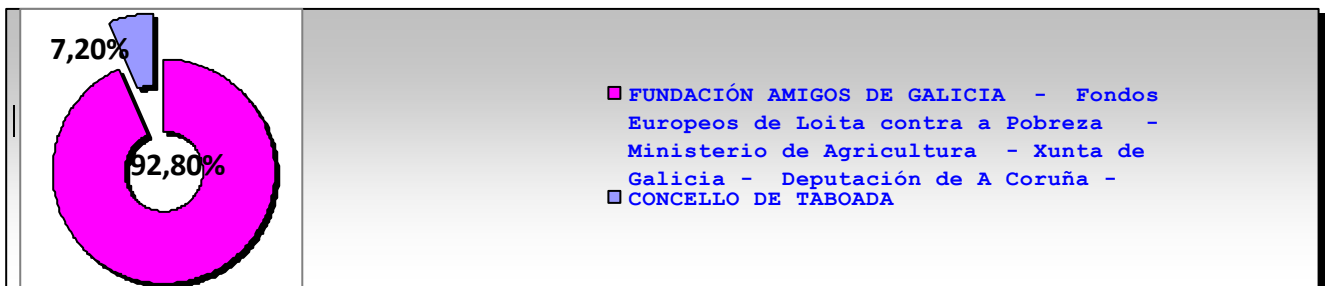 7,20%
92,80%
FUNDACIÓN AMIGOS DE GALICIA - Fondos
Europeos de Loita contra a Pobreza -
Ministerio de Agricultura - Xunta de
Galicia - Deputación de A Coruña -
CONCELLO DE TABOADA